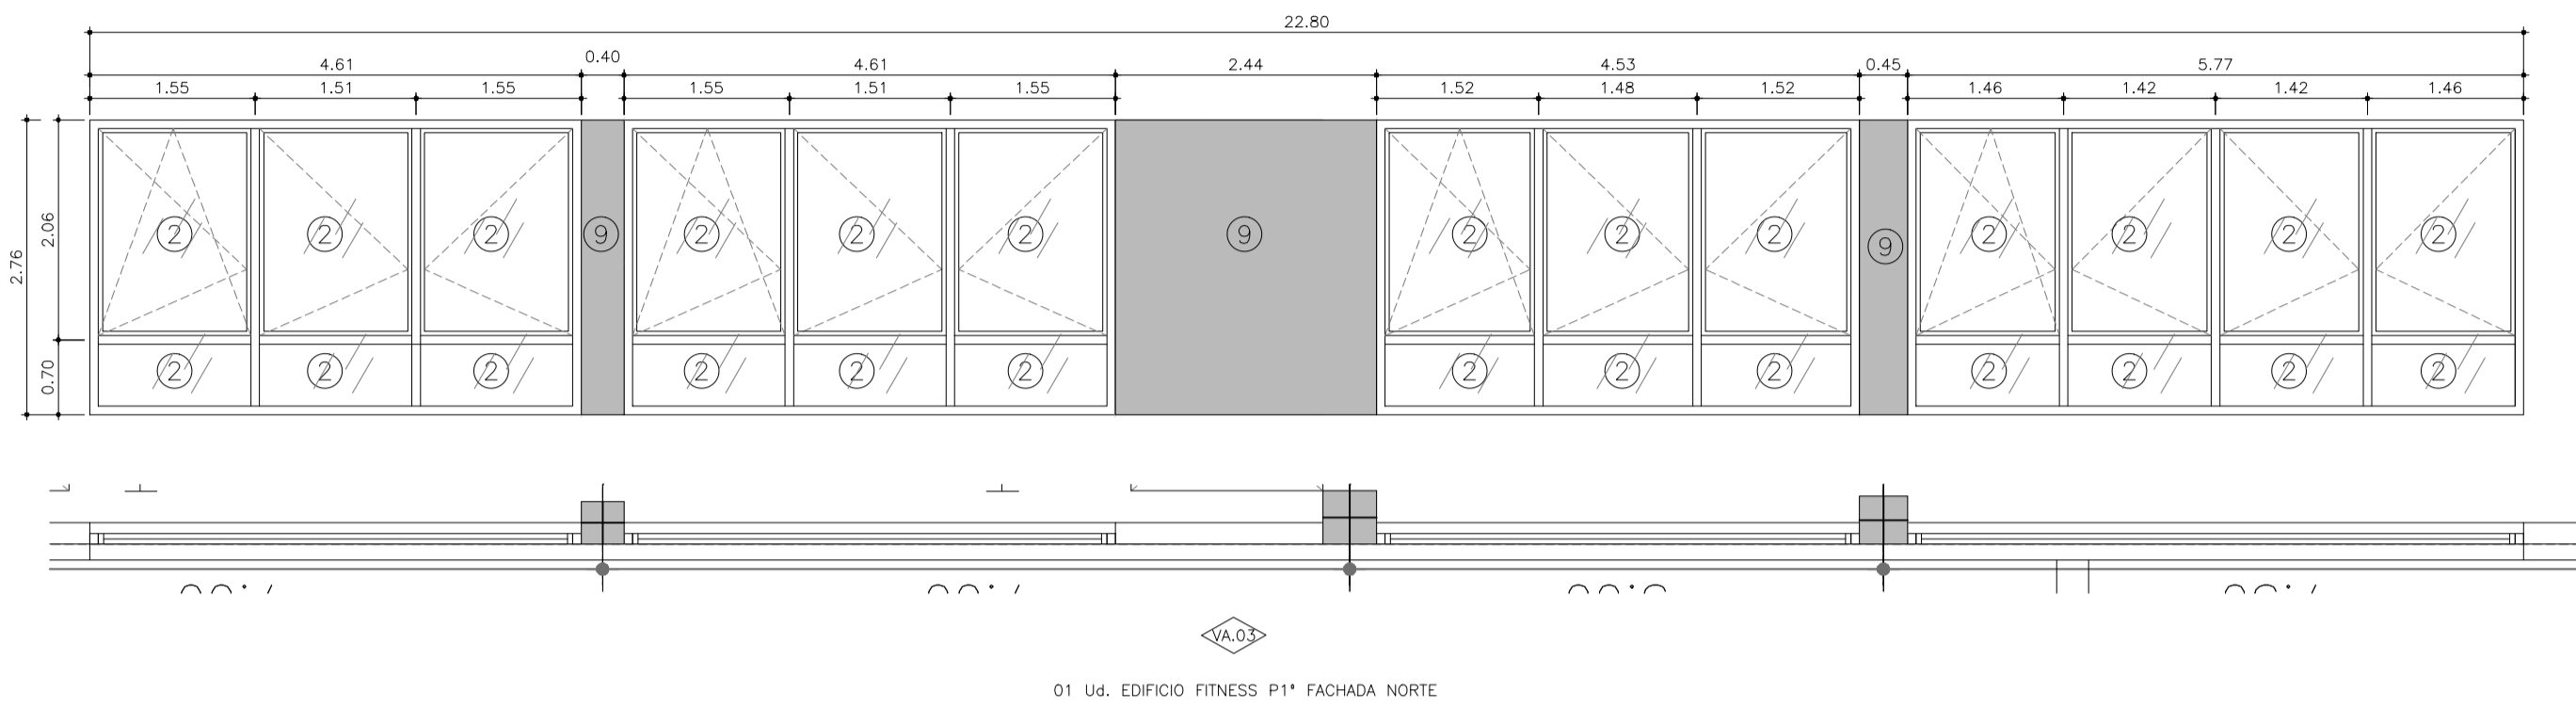 22.80
4.61 0.40 4.61 2.44 4.53 0.45 5.77
1.55 1.51 1.55 1.55 1.51 1.55 1.52 1.48 1.52 1.46 1.42 1.42 1.46
2.76 2.06 0.70
2 2 2 9 2 2 2 9 2 2 2 9 2 2 2 2
2 2 2 2 2 2 2 2 2 2 2 2 2
VA.03
01 Ud. EDIFICIO FITNESS P1ª FACHADA NORTE